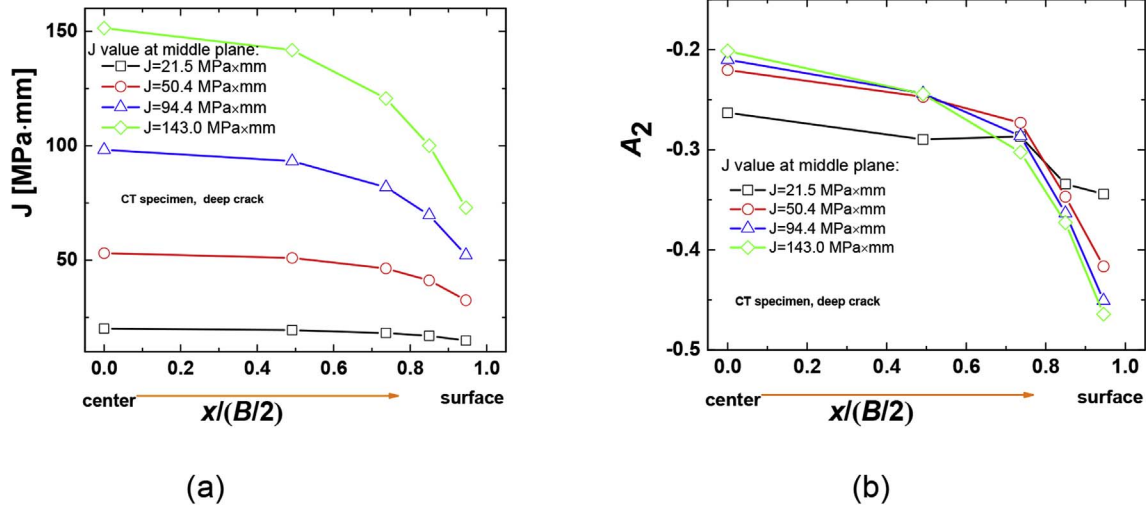 150
100
50
J [MPa·mm]
J value at middle plane:
J=21.5 MPa×mm
J=50.4 MPa×mm
J=94.4 MPa×mm
J=143.0 MPa×mm
CT specimen, deep crack
0.0 0.2 0.4 0.6 0.8 1.0
center x/(B/2) surface
(a)
-0.2
-0.3
-0.4
-0.5
A2
J value at middle plane:
J=21.5 MPa×mm
J=50.4 MPa×mm
J=94.4 MPa×mm
J=143.0 MPa×mm
CT specimen, deep crack
0.0 0.2 0.4 0.6 0.8 1.0
center x/(B/2) surface
(b)